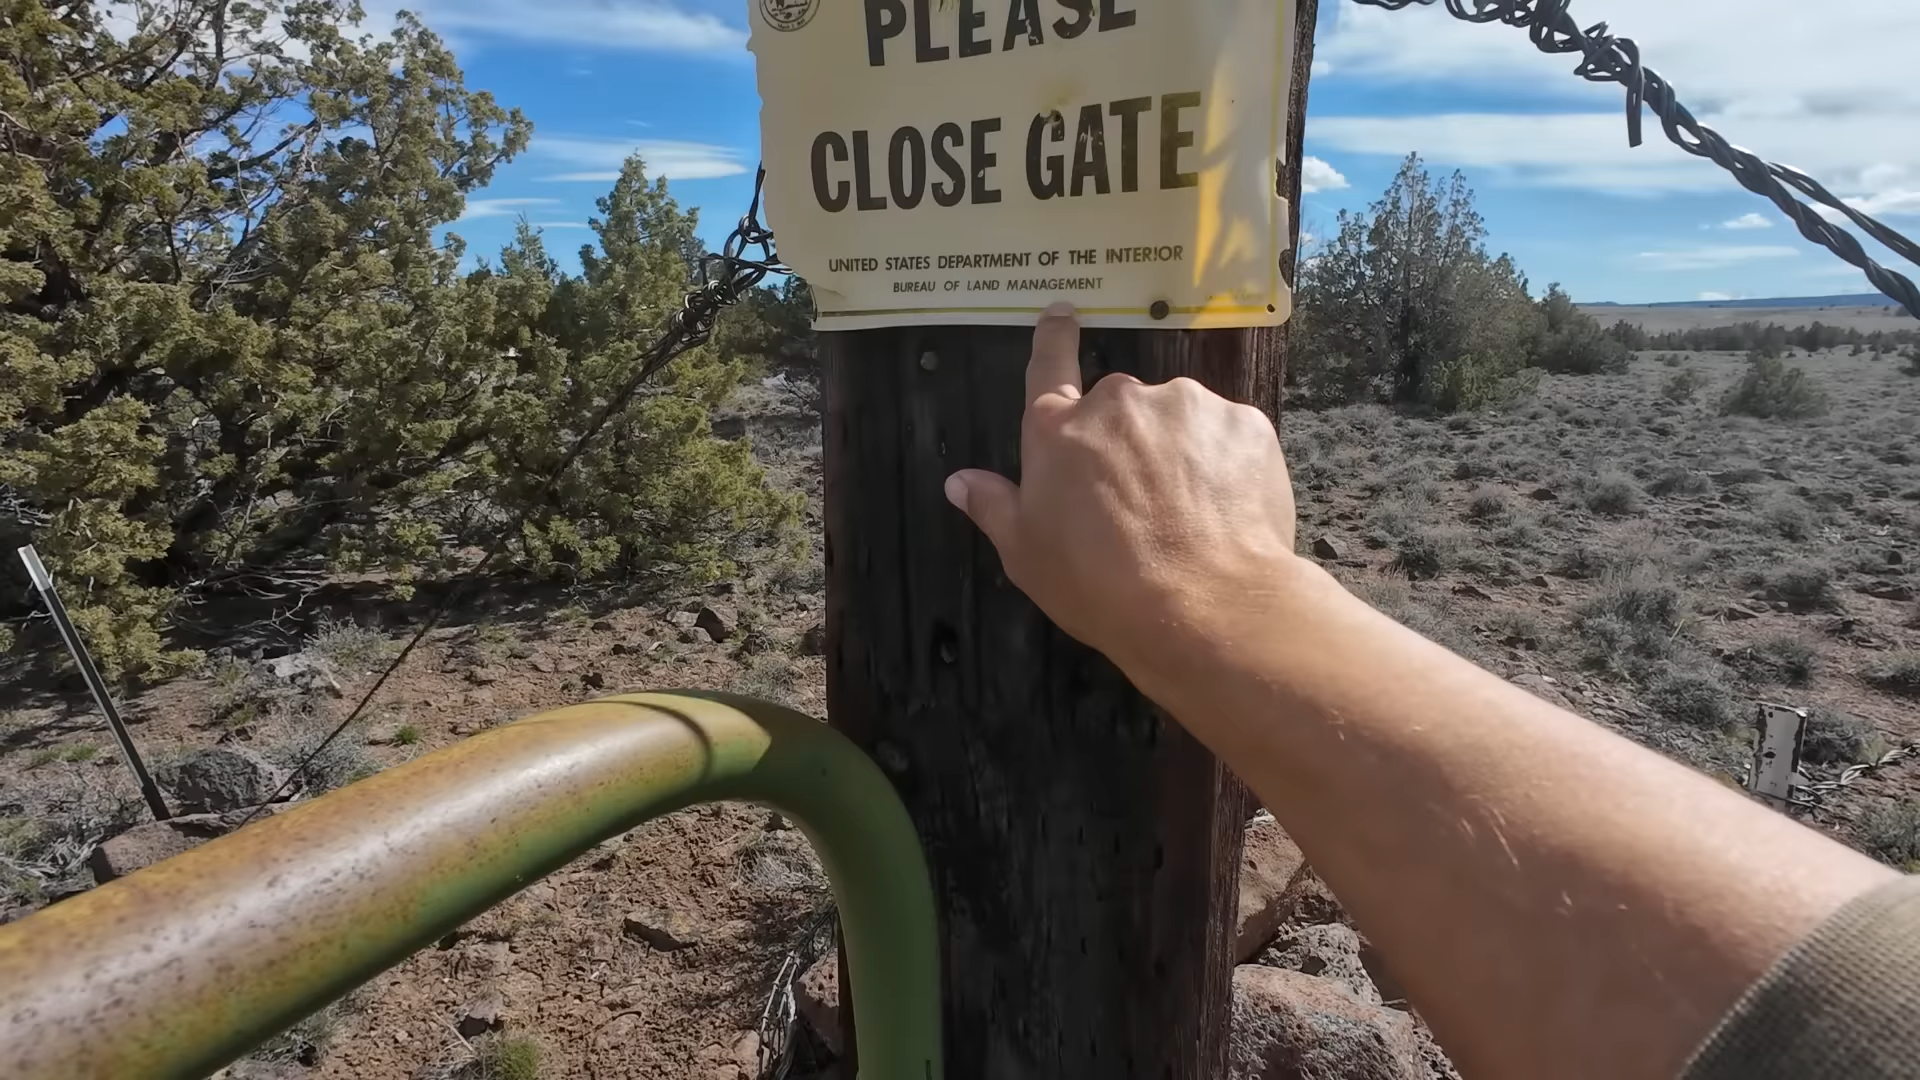 PLEASE
CLOSE GATE
UNITED STATES DEPARTMENT OF THE INTERIOR
BUREAU OF LAND MANAGEMENT